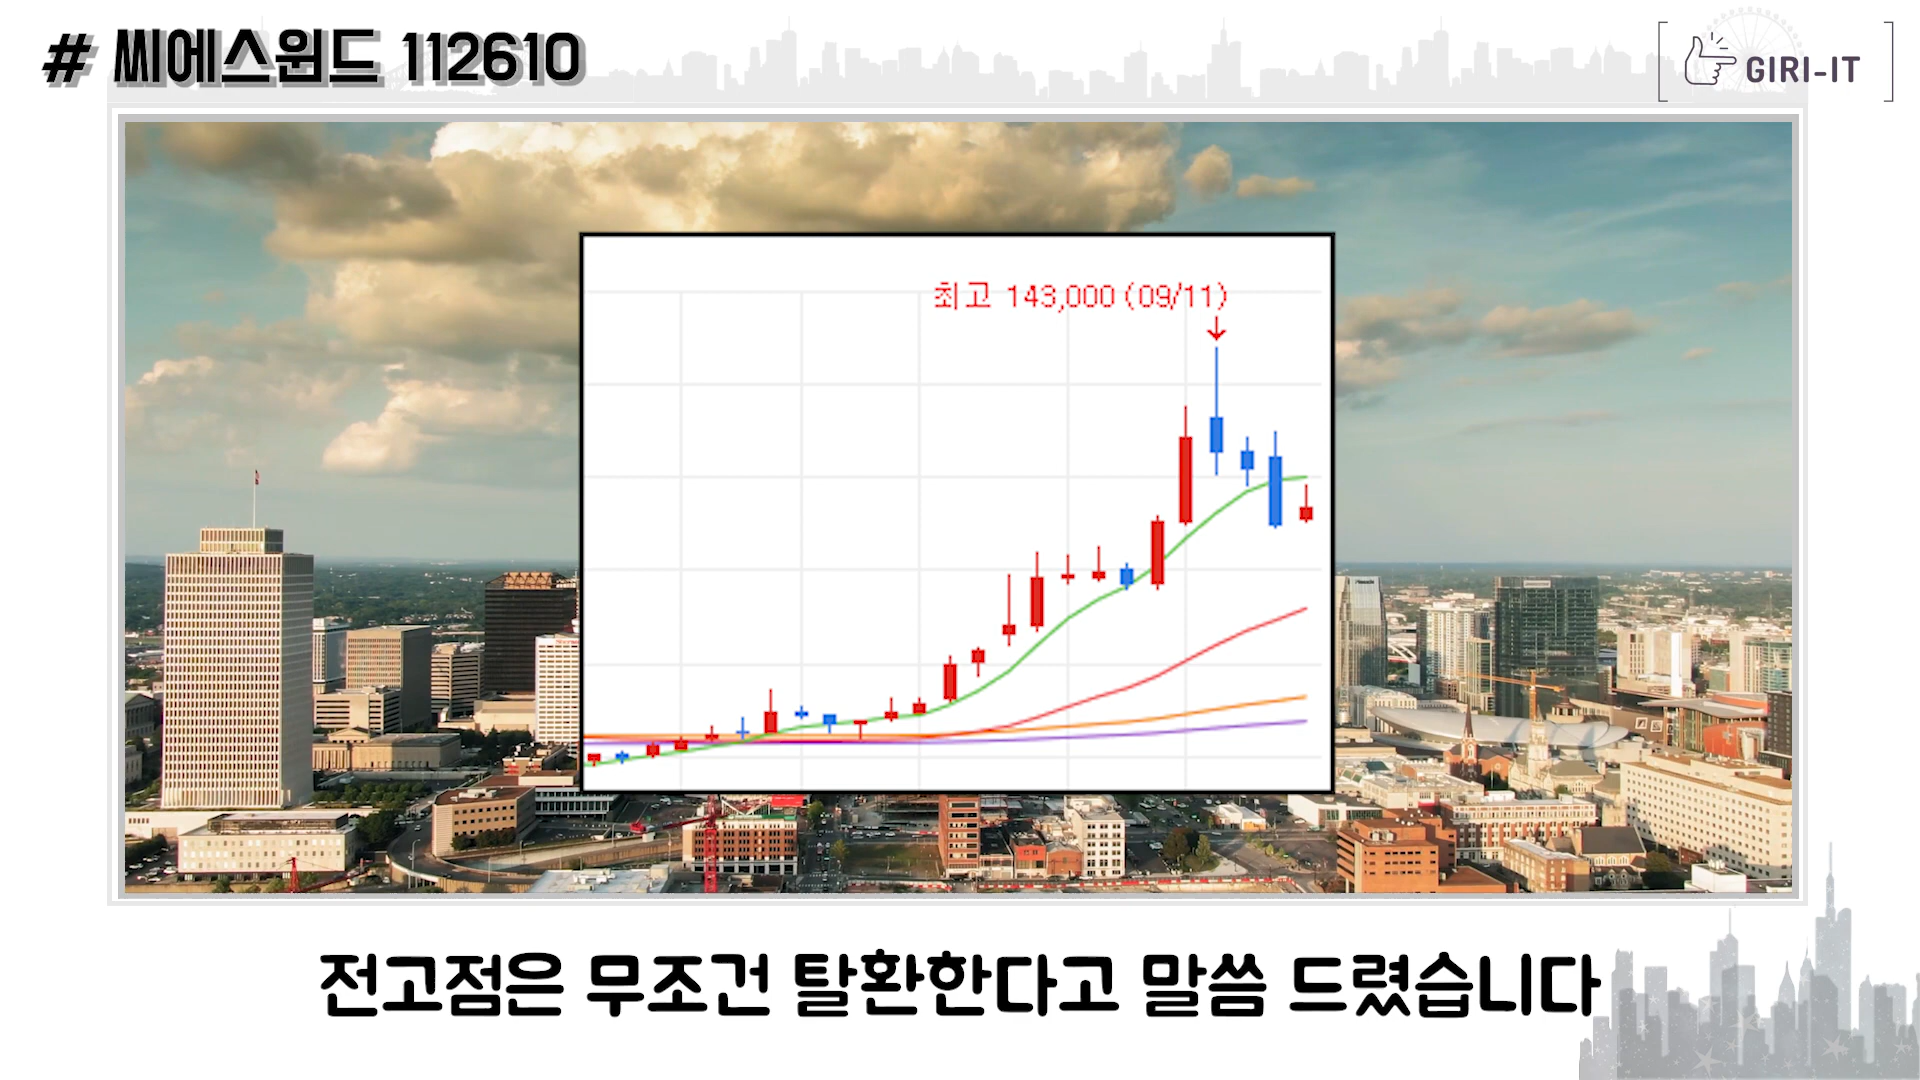 # 씨에스윈드 112610
GIRI-IT
최고 143,000 (09/11)
전고점은 무조건 탈환한다고 말씀 드렸습니다